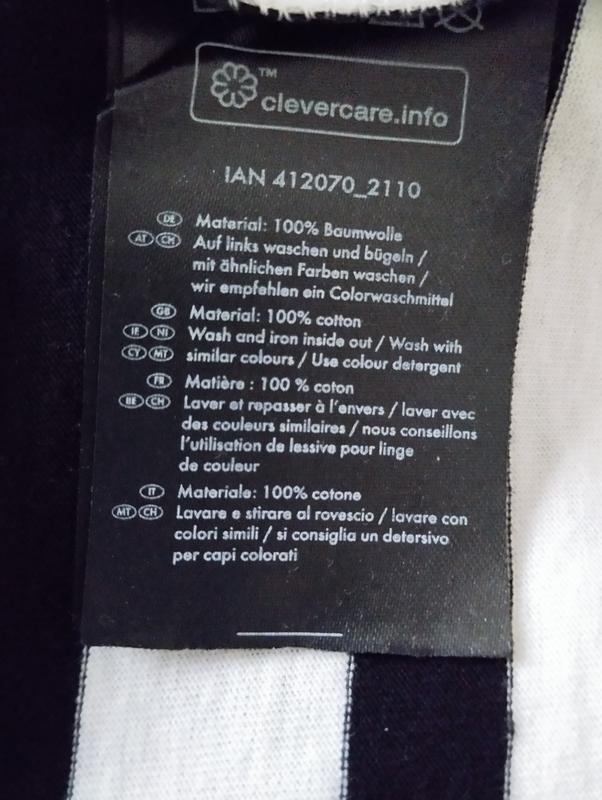 ™
clevercare.info
IAN 412070_2110
DE Material: 100% Baumwolle
AT CH Auf links waschen und bügeln /
mit ähnlichen Farben waschen /
wir empfehlen ein Colorwaschmittel
GB Material: 100% cotton
IE NI Wash and iron inside out / Wash with
CY MT similar colours / Use colour detergent
FR Matière : 100 % coton
BE CH Laver et repasser à l'envers / laver avec
des couleurs similaires / nous conseillons
l'utilisation de lessive pour linge
de couleur
IT Materiale: 100% cotone
MT CH Lavare e stirare al rovescio / lavare con
colori simili / si consiglia un detersivo
per capi colorati